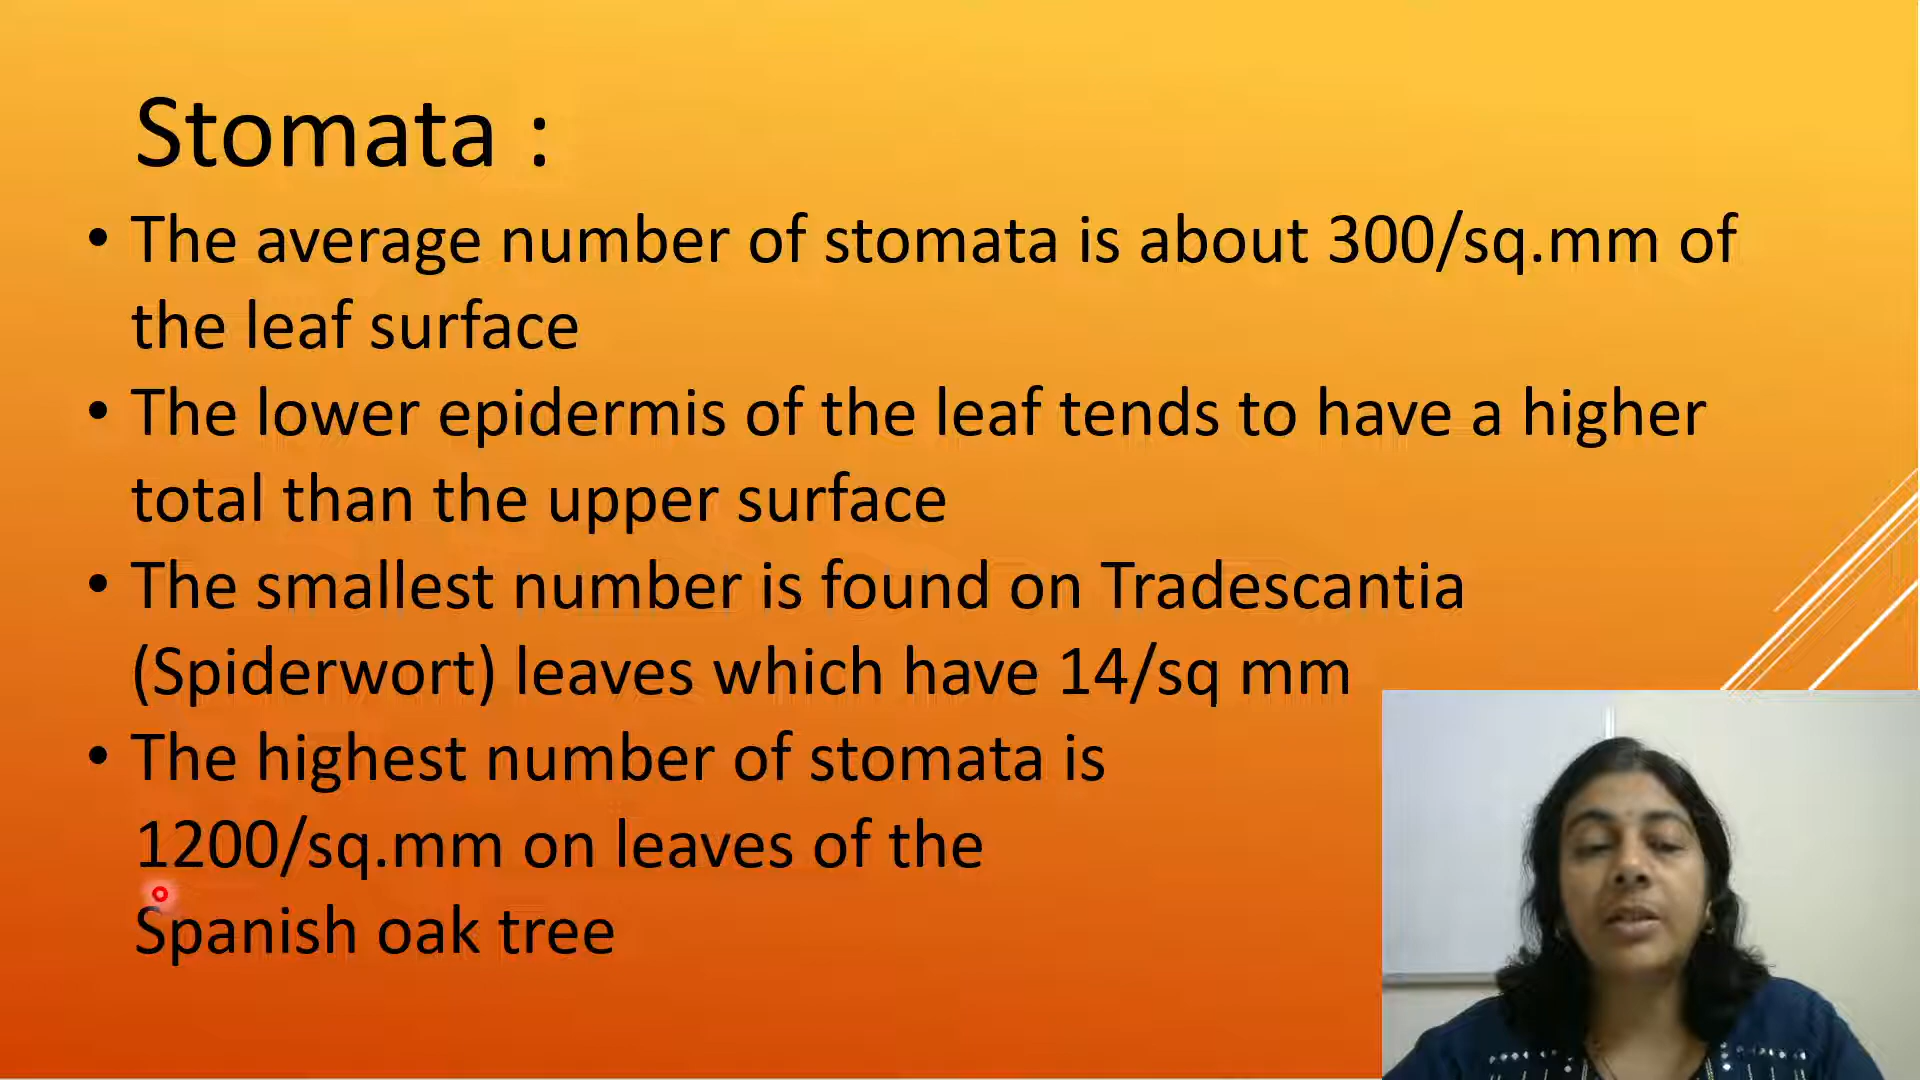 Stomata :
• The average number of stomata is about 300/sq.mm of
the leaf surface
• The lower epidermis of the leaf tends to have a higher
total than the upper surface
• The smallest number is found on Tradescantia
(Spiderwort) leaves which have 14/sq mm
• The highest number of stomata is
1200/sq.mm on leaves of the
Spanish oak tree